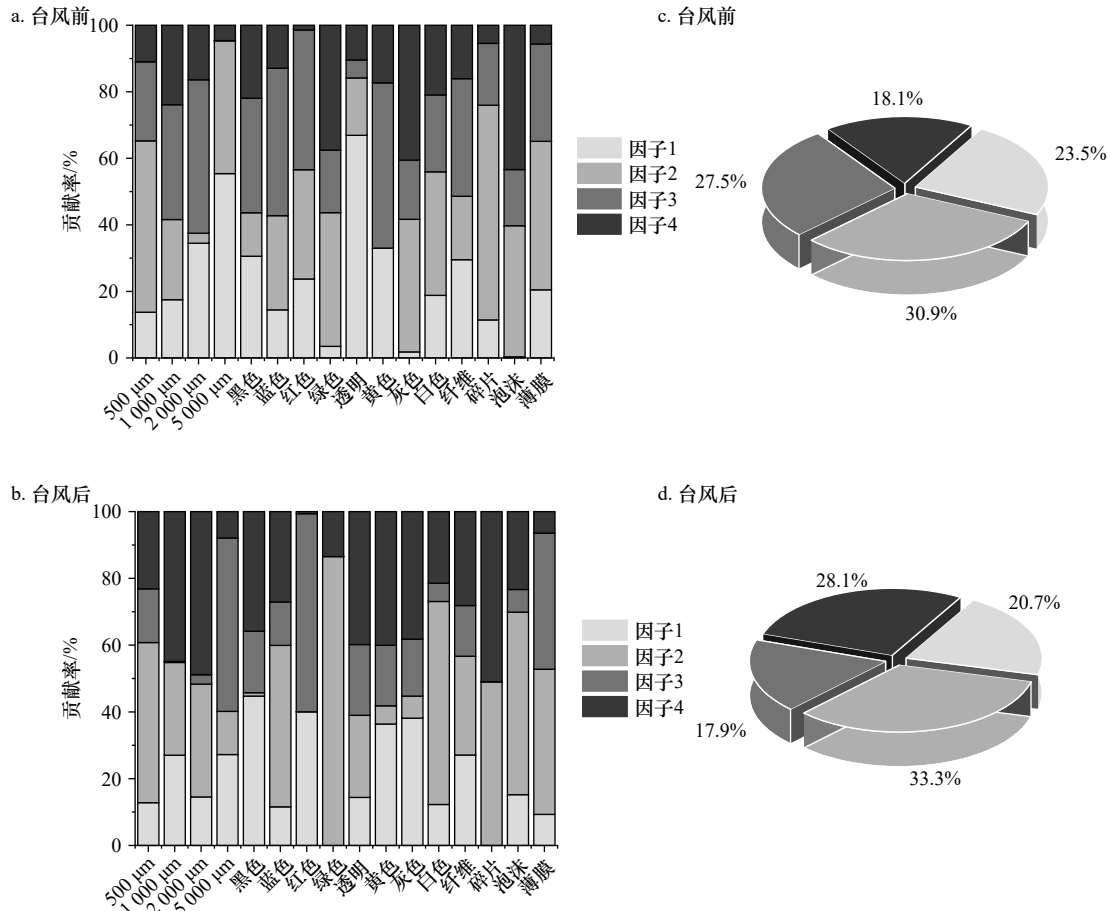 a. 台风前
100
80
60
40
20
0
贡献率/%
500 μm
1 000 μm
2 000 μm
5 000 μm
黑色
蓝色
红色
绿色
透明
黄色
灰色
白色
纤维
碎片
泡沫
薄膜
c. 台风前
因子1
因子2
因子3
因子4
18.1%
23.5%
27.5%
30.9%
b. 台风后
100
80
60
40
20
0
贡献率/%
500 μm
1 000 μm
2 000 μm
5 000 μm
黑色
蓝色
红色
绿色
透明
黄色
灰色
白色
纤维
碎片
泡沫
薄膜
d. 台风后
因子1
因子2
因子3
因子4
28.1%
20.7%
17.9%
33.3%